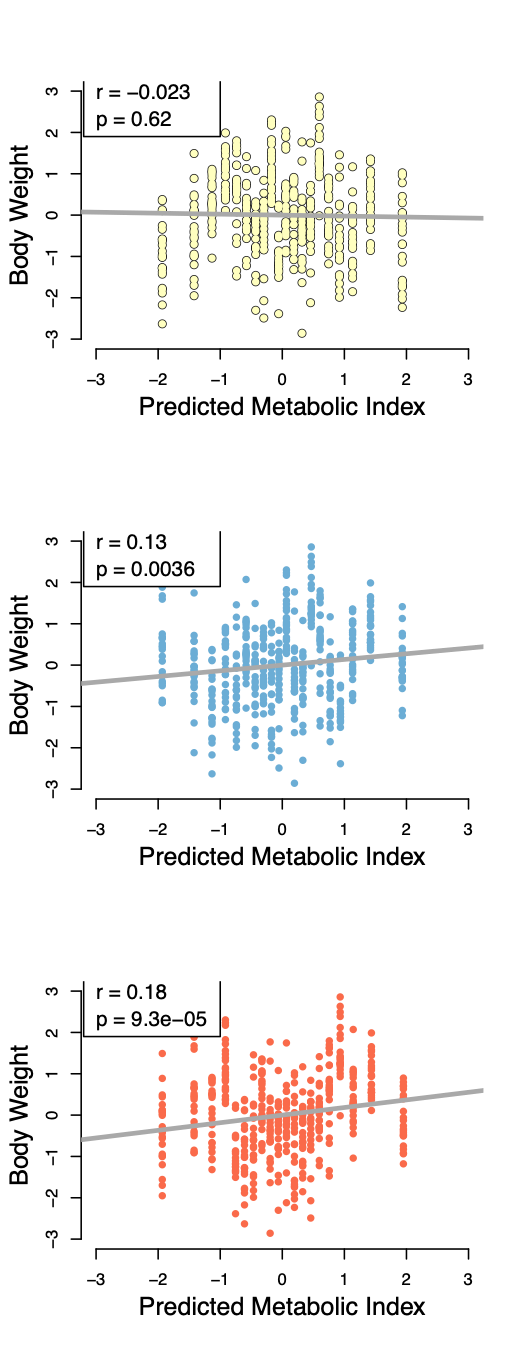 r = −0.023
p = 0.62
Body Weight
3
2
1
0
−1
−2
−3
−3 −2 −1 0 1 2 3
Predicted Metabolic Index
r = 0.13
p = 0.0036
Body Weight
3
2
1
0
−1
−2
−3
−3 −2 −1 0 1 2 3
Predicted Metabolic Index
r = 0.18
p = 9.3e−05
Body Weight
3
2
1
0
−1
−2
−3
−3 −2 −1 0 1 2 3
Predicted Metabolic Index